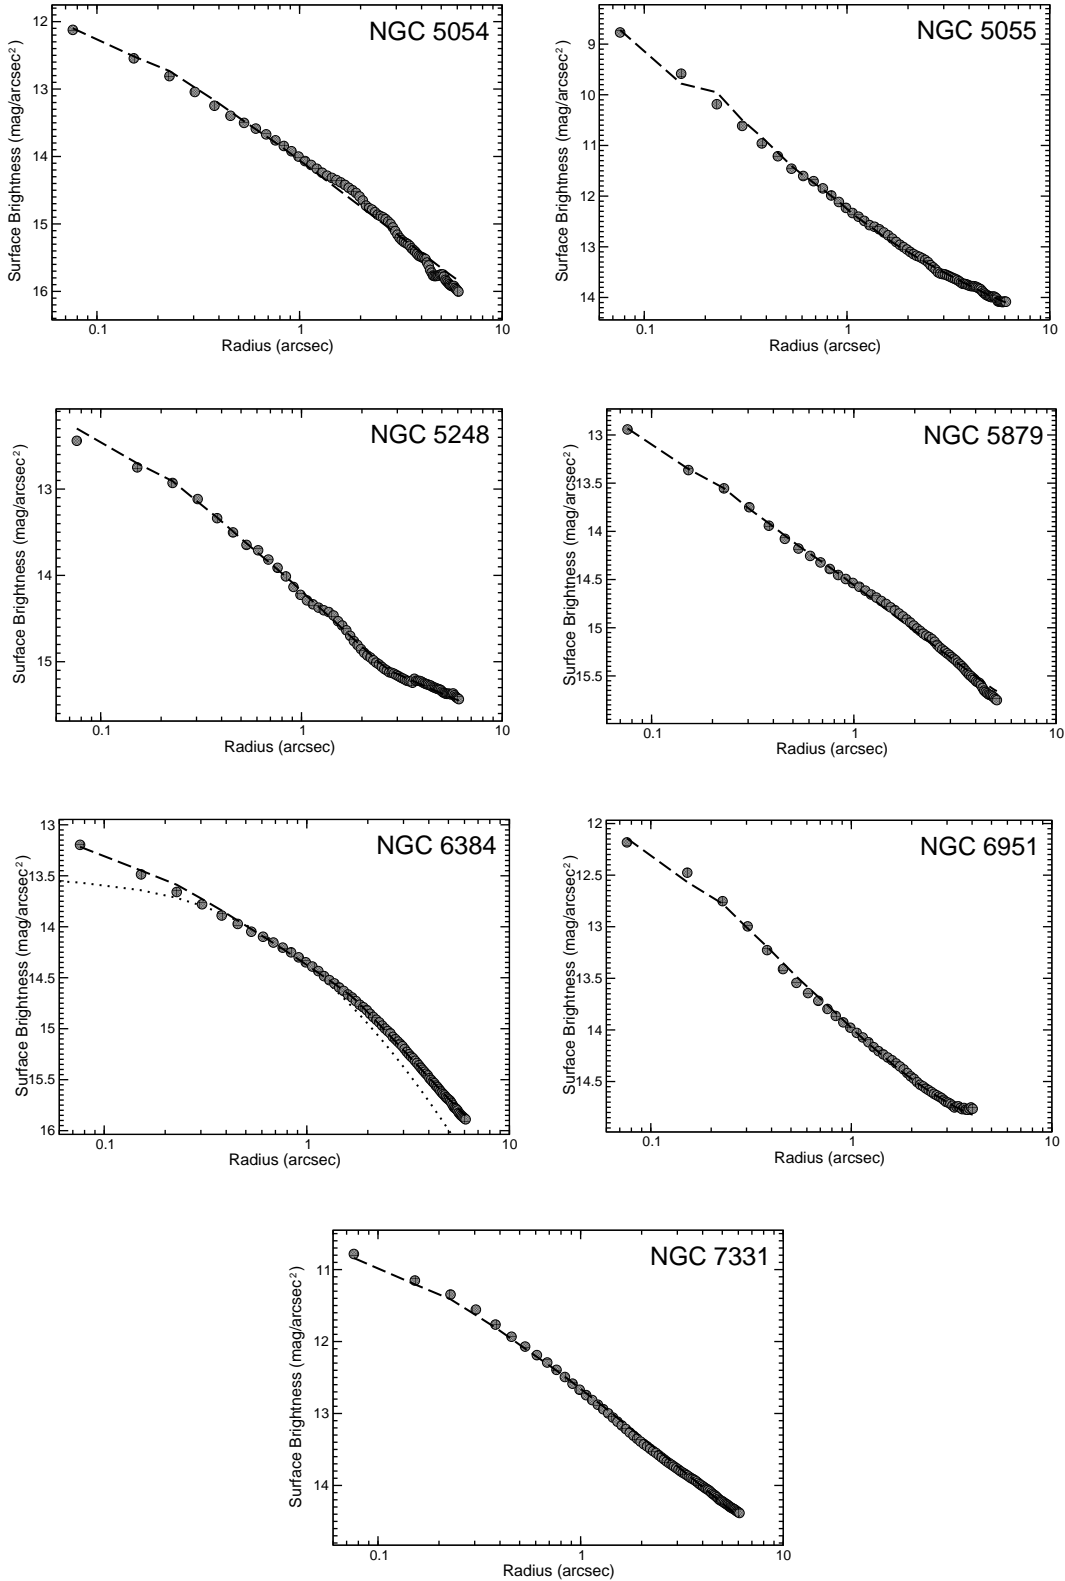 NGC 5054
12
13
14
15
16
Surface Brightness (mag/arcsec²)
0.1
1
10
Radius (arcsec)
NGC 5055
9
10
11
12
13
14
Surface Brightness (mag/arcsec²)
0.1
1
10
Radius (arcsec)
NGC 5248
13
14
15
Surface Brightness (mag/arcsec²)
0.1
1
10
Radius (arcsec)
NGC 5879
13
13.5
14
14.5
15
15.5
Surface Brightness (mag/arcsec²)
0.1
1
10
Radius (arcsec)
NGC 6384
13
13.5
14
14.5
15
15.5
16
Surface Brightness (mag/arcsec²)
0.1
1
10
Radius (arcsec)
NGC 6951
12
12.5
13
13.5
14
14.5
Surface Brightness (mag/arcsec²)
0.1
1
10
Radius (arcsec)
NGC 7331
11
12
13
14
Surface Brightness (mag/arcsec²)
0.1
1
10
Radius (arcsec)